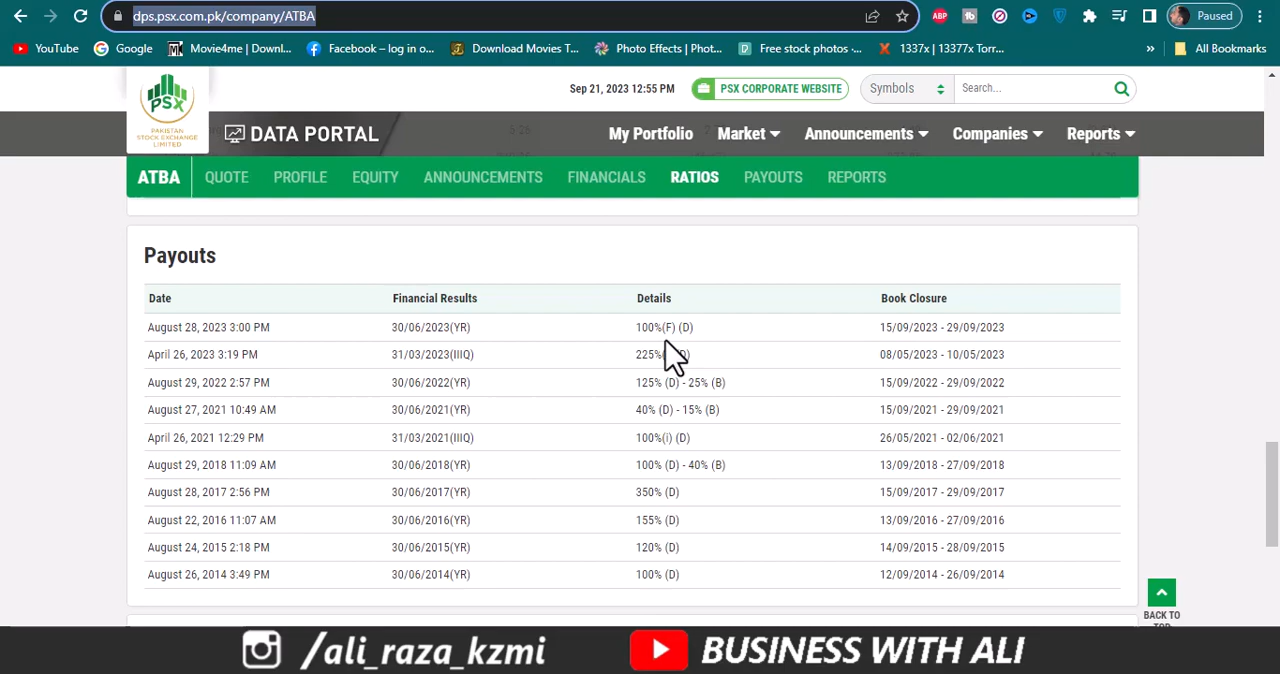 dps.psx.com.pk/company/ATBA
ABP
Paused
YouTube
Google
Movie4me | Downl...
Facebook – log in o...
Download Movies T...
Photo Effects | Phot...
Free stock photos ·...
1337x | 13377x Torr...
»
All Bookmarks
PSX
PAKISTAN
STOCK EXCHANGE
LIMITED
Sep 21, 2023 12:55 PM
PSX CORPORATE WEBSITE
Symbols
Search...
DATA PORTAL
My Portfolio
Market
Announcements
Companies
Reports
ATBA
QUOTE
PROFILE
EQUITY
ANNOUNCEMENTS
FINANCIALS
RATIOS
PAYOUTS
REPORTS
Payouts
Date Financial Results Details Book Closure
August 28, 2023 3:00 PM 30/06/2023(YR) 100%(F) (D) 15/09/2023 - 29/09/2023
April 26, 2023 3:19 PM 31/03/2023(IIIQ) 225% 08/05/2023 - 10/05/2023
August 29, 2022 2:57 PM 30/06/2022(YR) 125% (D) - 25% (B) 15/09/2022 - 29/09/2022
August 27, 2021 10:49 AM 30/06/2021(YR) 40% (D) - 15% (B) 15/09/2021 - 29/09/2021
April 26, 2021 12:29 PM 31/03/2021(IIIQ) 100%(i) (D) 26/05/2021 - 02/06/2021
August 29, 2018 11:09 AM 30/06/2018(YR) 100% (D) - 40% (B) 13/09/2018 - 27/09/2018
August 28, 2017 2:56 PM 30/06/2017(YR) 350% (D) 15/09/2017 - 29/09/2017
August 22, 2016 11:07 AM 30/06/2016(YR) 155% (D) 13/09/2016 - 27/09/2016
August 24, 2015 2:18 PM 30/06/2015(YR) 120% (D) 14/09/2015 - 28/09/2015
August 26, 2014 3:49 PM 30/06/2014(YR) 100% (D) 12/09/2014 - 26/09/2014
BACK TO
/ali_raza_kzmi
BUSINESS WITH ALI